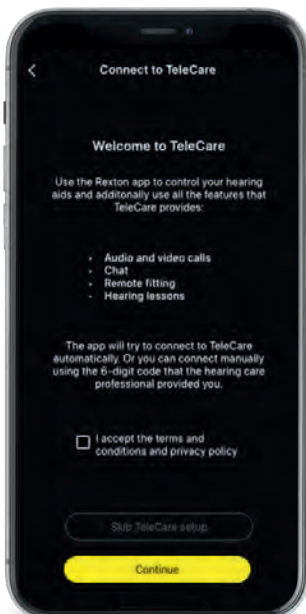 Connect to TeleCare
Welcome to TeleCare
Use the Rexton app to control your hearing
aids and additonally use all the features that
TeleCare provides:
- Audio and video calls
- Chat
- Remote fitting
- Hearing lessons
The app will try to connect to TeleCare
automatically. Or you can connect manually
using the 6-digit code that the hearing care
professional provided you.
I accept the terms and
conditions and privacy policy
Skip TeleCare setup
Continue